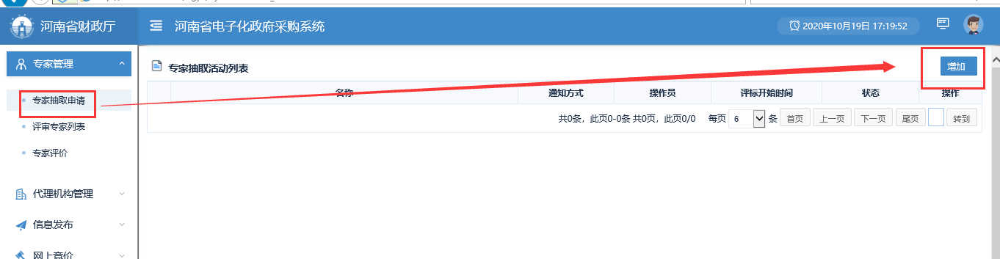 河南省财政厅
河南省电子化政府采购系统
2020年10月19日 17:19:52
专家管理
专家抽取申请
评审专家列表
专家评价
代理机构管理
信息发布
网上竞价
专家抽取活动列表
增加
名称 通知方式 操作员 评标开始时间 状态 操作
共0条，此页0-0条 共0页，此页0/0 每页 6 条 首页 上一页 下一页 尾页 转到